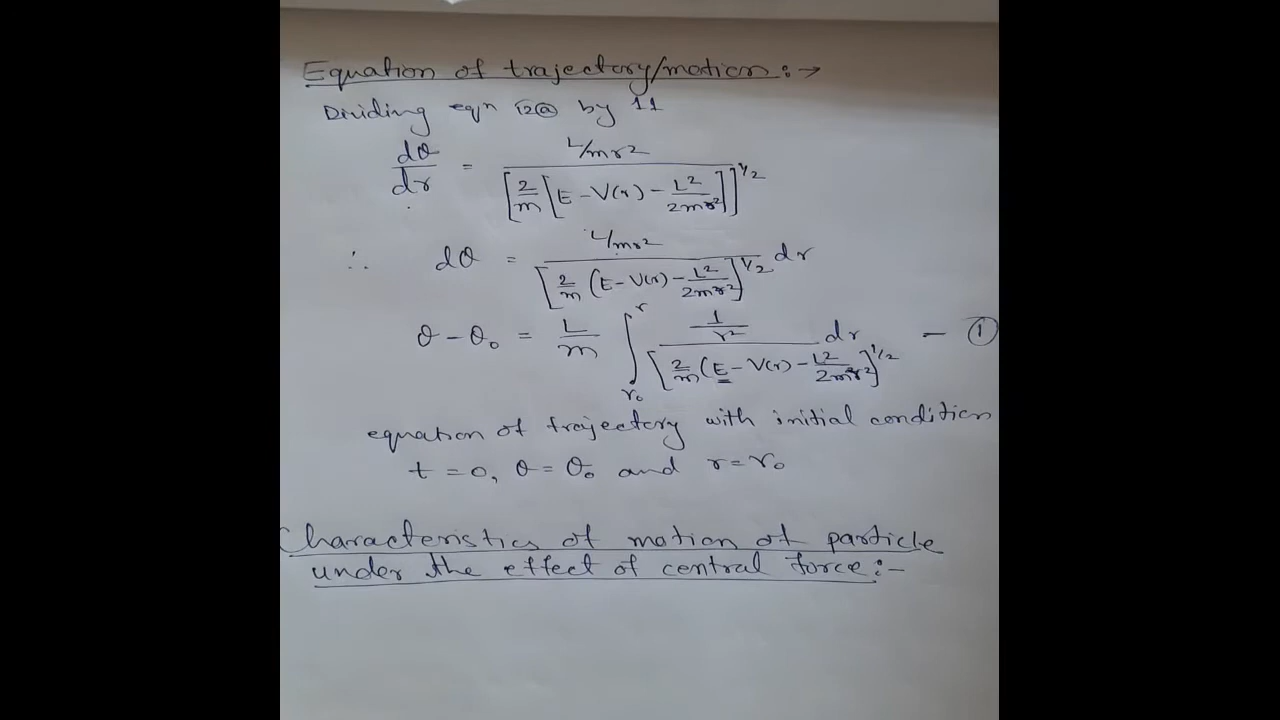 Equation of trajectory/motion:→
Dividing eqn 12ⓐ by 11
dθ/dr = (L/mr²) / [2/m [E - V(r) - L²/2mr²]]^1/2
∴ dθ = (L/mr²) / [2/m (E - V(r) - L²/2mr²)]^1/2 dr
θ - θ₀ = L/m ∫_{r₀}^{r} (1/r²) / [2/m (E - V(r) - L²/2mr²)]^1/2 dr — ①
equation of trajectory with initial condition
t = 0, θ = θ₀ and r = r₀
Characteristics of motion of particle
under the effect of central force:-